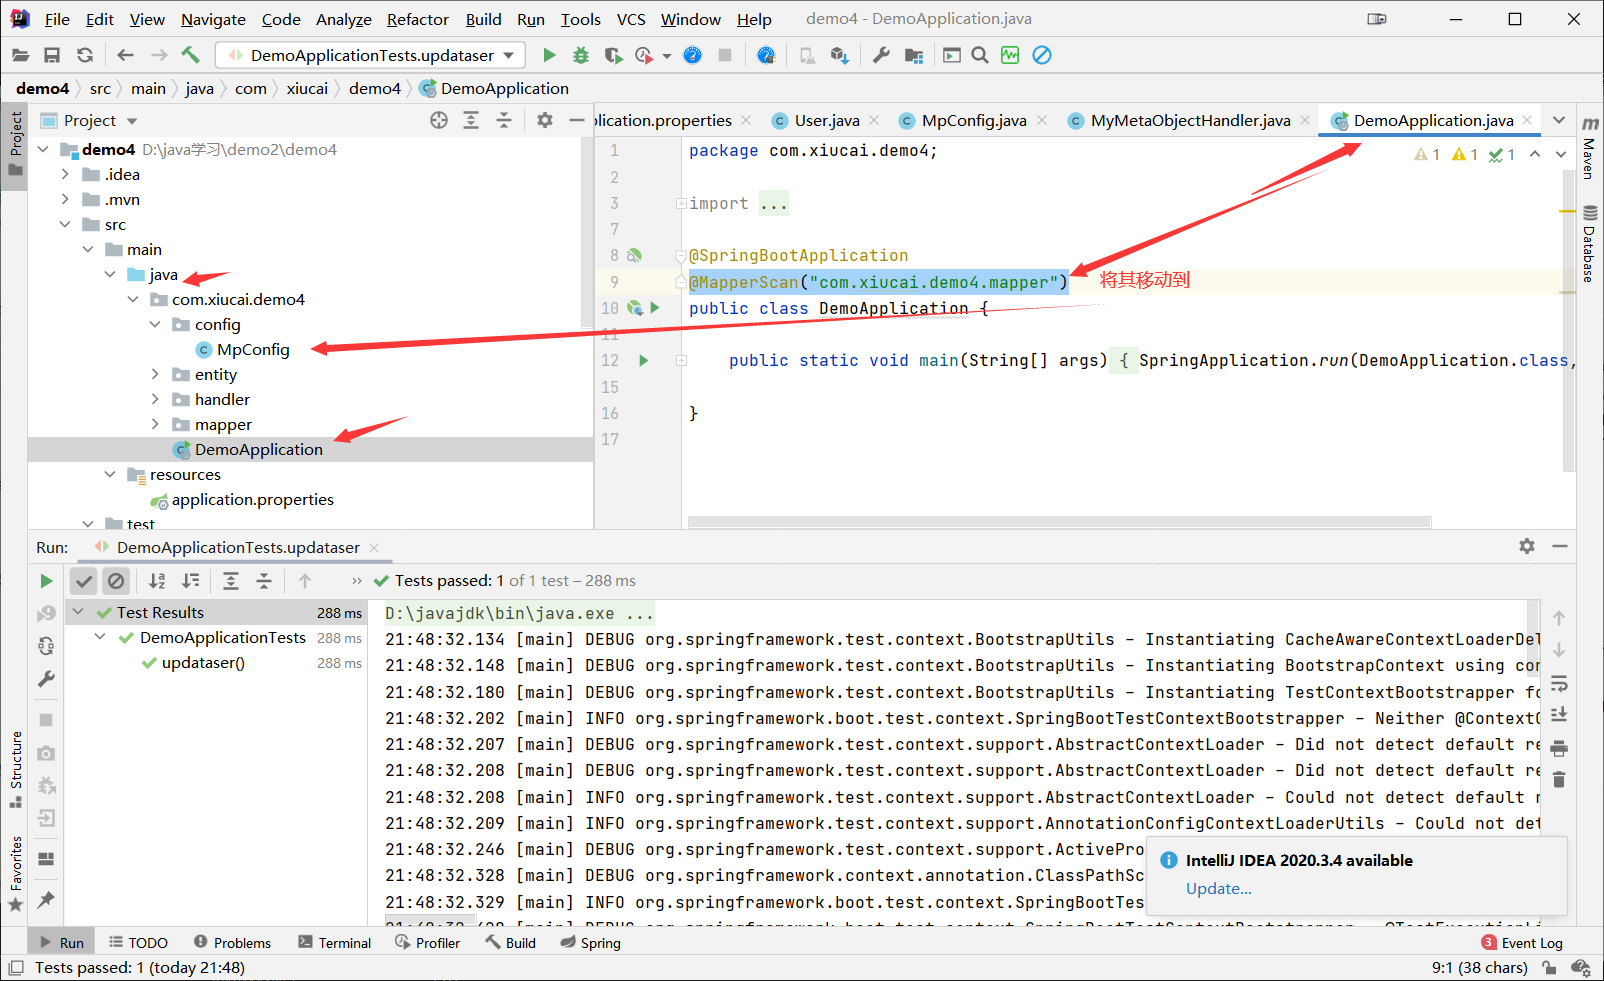 File Edit View Navigate Code Analyze Refactor Build Run Tools VCS Window Help demo4 - DemoApplication.java
DemoApplicationTests.updataser
demo4 src main java com xiucai demo4 DemoApplication
Project
plication.properties User.java MpConfig.java MyMetaObjectHandler.java DemoApplication.java
demo4 D:\java学习\demo2\demo4
.idea
.mvn
src
main
java
com.xiucai.demo4
config
MpConfig
entity
handler
mapper
DemoApplication
resources
application.properties
test
1 package com.xiucai.demo4;
2
3 import ...
7
8 @SpringBootApplication
9 @MapperScan("com.xiucai.demo4.mapper")
10 public class DemoApplication {
11
12 public static void main(String[] args) { SpringApplication.run(DemoApplication.class,
15
16 }
17
1 1 1
将其移动到
Project
Structure
Favorites
Maven
Database
Run: DemoApplicationTests.updataser
Tests passed: 1 of 1 test – 288 ms
Test Results 288 ms
DemoApplicationTests 288 ms
updataser() 288 ms
D:\javajdk\bin\java.exe ...
21:48:32.134 [main] DEBUG org.springframework.test.context.BootstrapUtils - Instantiating CacheAwareContextLoaderDel
21:48:32.148 [main] DEBUG org.springframework.test.context.BootstrapUtils - Instantiating BootstrapContext using con
21:48:32.180 [main] DEBUG org.springframework.test.context.BootstrapUtils - Instantiating TestContextBootstrapper fo
21:48:32.202 [main] INFO org.springframework.boot.test.context.SpringBootTestContextBootstrapper - Neither @ContextC
21:48:32.207 [main] DEBUG org.springframework.test.context.support.AbstractContextLoader - Did not detect default re
21:48:32.208 [main] DEBUG org.springframework.test.context.support.AbstractContextLoader - Did not detect default re
21:48:32.208 [main] INFO org.springframework.test.context.support.AbstractContextLoader - Could not detect default r
21:48:32.209 [main] INFO org.springframework.test.context.support.AnnotationConfigContextLoaderUtils - Could not det
21:48:32.246 [main] DEBUG org.springframework.test.context.support.ActivePro
21:48:32.328 [main] DEBUG org.springframework.context.annotation.ClassPathSc
21:48:32.329 [main] INFO org.springframework.boot.test.context.SpringBootTes
IntelliJ IDEA 2020.3.4 available
Update...
Run TODO Problems Terminal Profiler Build Spring 3 Event Log
Tests passed: 1 (today 21:48) 9:1 (38 chars)